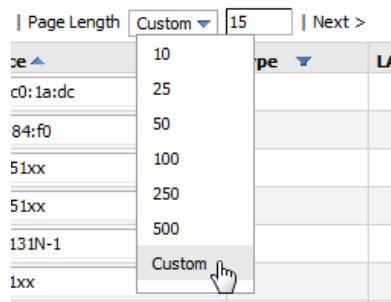 | Page Length Custom 15 | Next >
ce pe LA
10
c0:1a:dc
25
84:f0
50
51xx
100
51xx
250
131N-1
500
1xx
Custom